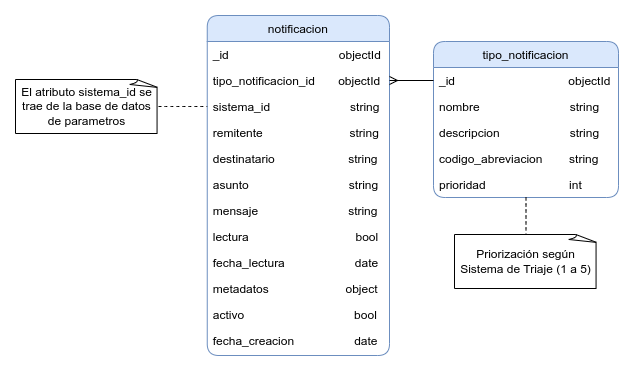 El atributo sistema_id se
trae de la base de datos
de parametros
notificacion
_id objectId
tipo_notificacion_id objectId
sistema_id string
remitente string
destinatario string
asunto string
mensaje string
lectura bool
fecha_lectura date
metadatos object
activo bool
fecha_creacion date
tipo_notificacion
_id objectId
nombre string
descripcion string
codigo_abreviacion string
prioridad int
Priorización según
Sistema de Triaje (1 a 5)